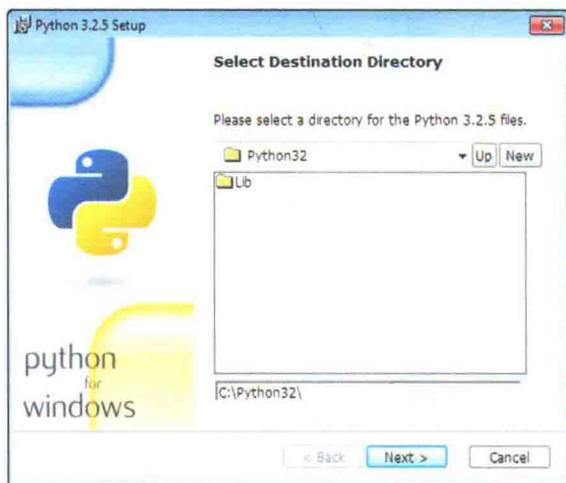 Python 3.2.5 Setup
Select Destination Directory
Please select a directory for the Python 3.2.5 files.
Python32
Up
New
Lib
python
for
windows
C:\Python32\
< Back
Next >
Cancel